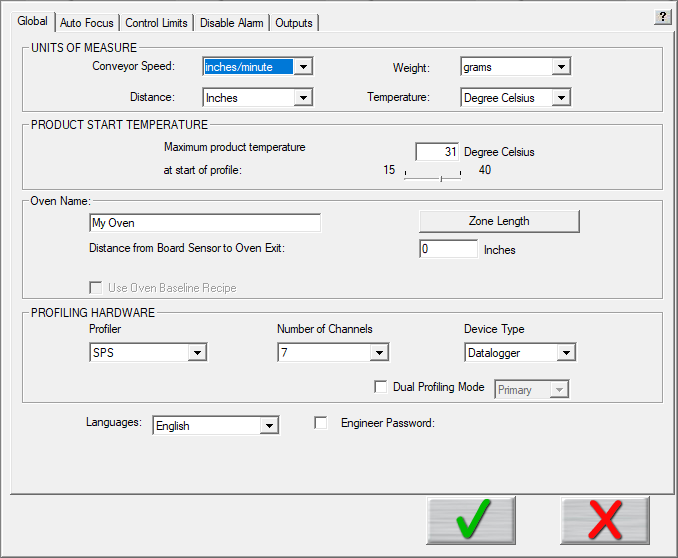 Global Auto Focus Control Limits Disable Alarm Outputs ?
UNITS OF MEASURE
Conveyor Speed: inches/minute Weight: grams
Distance: Inches Temperature: Degree Celsius
PRODUCT START TEMPERATURE
Maximum product temperature 31 Degree Celsius
at start of profile: 15 40
Oven Name:
My Oven Zone Length
Distance from Board Sensor to Oven Exit: 0 Inches
Use Oven Baseline Recipe
PROFILING HARDWARE
Profiler Number of Channels Device Type
SPS 7 Datalogger
Dual Profiling Mode Primary
Languages: English Engineer Password: